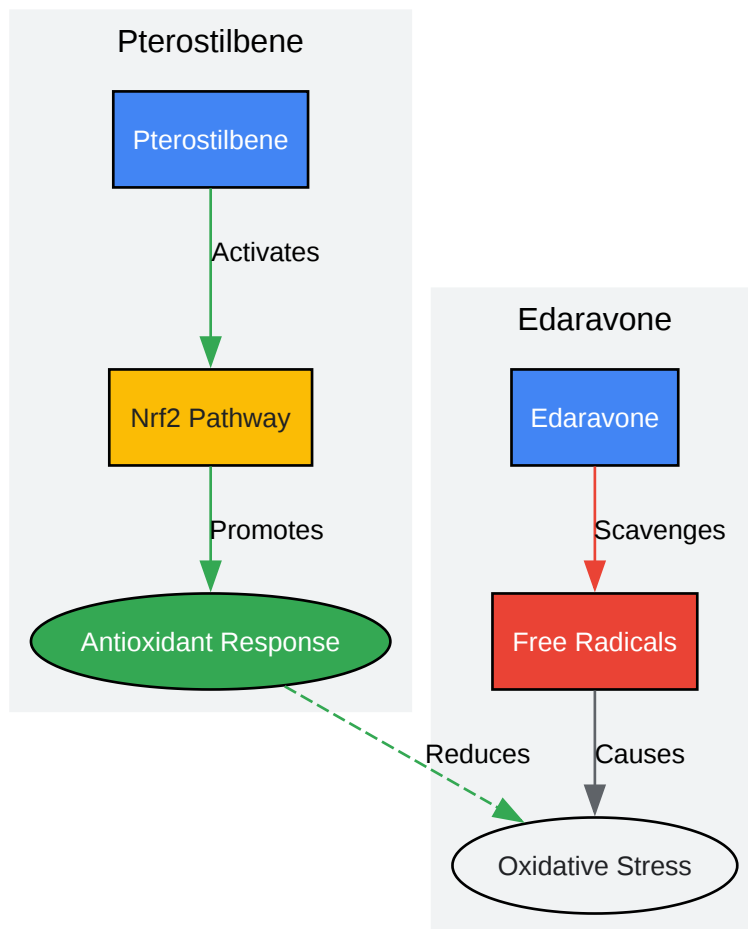 Pterostilbene
Pterostilbene
Activates
Nrf2 Pathway
Promotes
Antioxidant Response
Reduces
Edaravone
Edaravone
Scavenges
Free Radicals
Causes
Oxidative Stress